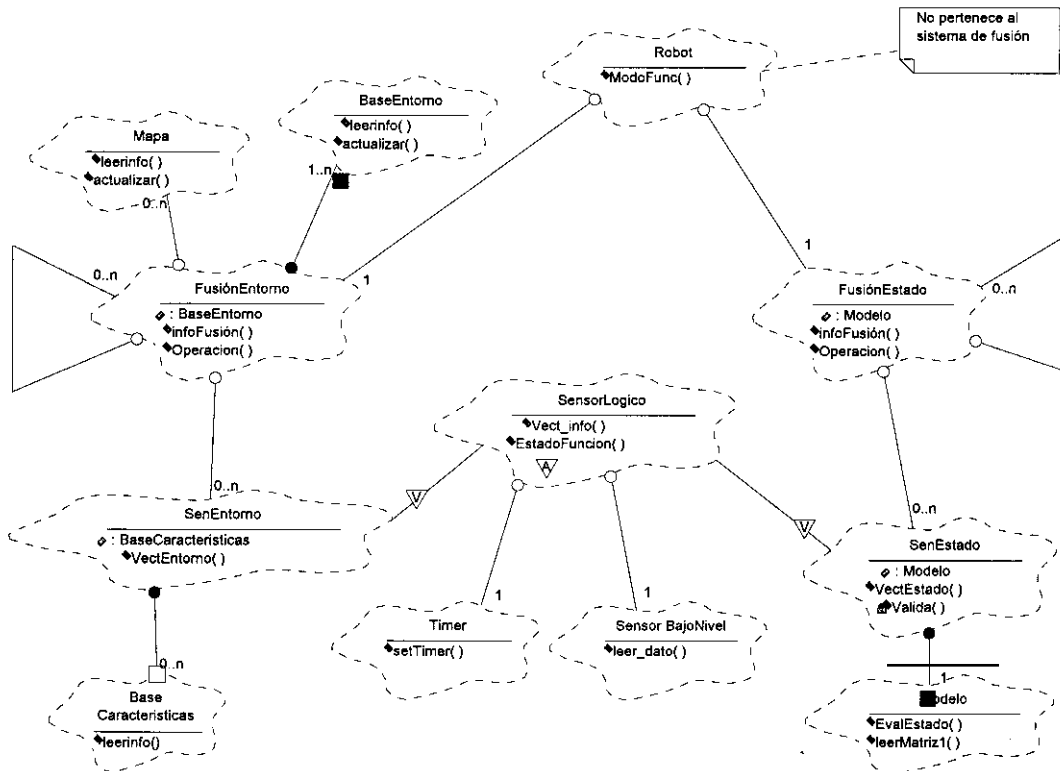 No pertenece al
sistema de fusión
Robot
ModoFunc( )
BaseEntorno
leerinfo( )
actualizar( )
1..n
Mapa
leerinfo( )
actualizar( )
0..n
0..n
1
FusiónEntorno
: BaseEntorno
infoFusión( )
Operacion( )
1
0..n
FusiónEstado
: Modelo
infoFusión( )
Operacion( )
SensorLogico
Vect_info( )
EstadoFuncion( )
A
V
V
0..n
SenEntorno
: BaseCaracterísticas
VectEntorno( )
0..n
SenEstado
: Modelo
VectEstado( )
Valida( )
1
Timer
setTimer( )
1
Sensor BajoNivel
leer_dato( )
0..n
Base
Características
leerinfo()
1
odelo
EvalEstado( )
leerMatriz1( )